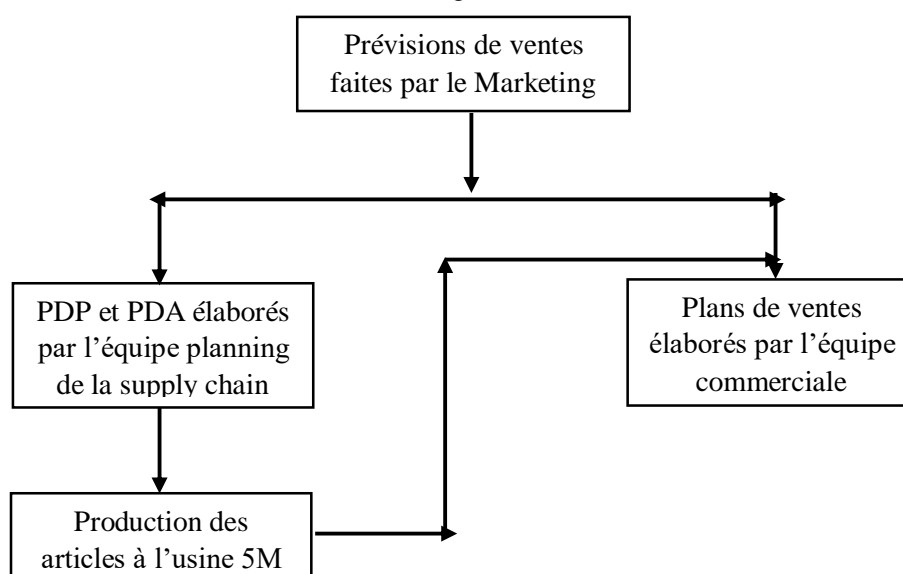 Prévisions de ventes
faites par le Marketing
PDP et PDA élaborés
par l’équipe planning
de la supply chain
Plans de ventes
élaborés par l’équipe
commerciale
Production des
articles à l’usine 5M